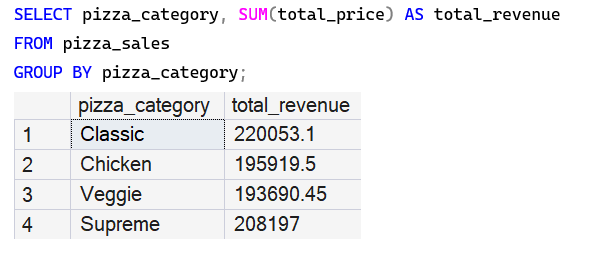 SELECT pizza_category, SUM(total_price) AS total_revenue
FROM pizza_sales
GROUP BY pizza_category;
pizza_category total_revenue
1 Classic 220053.1
2 Chicken 195919.5
3 Veggie 193690.45
4 Supreme 208197